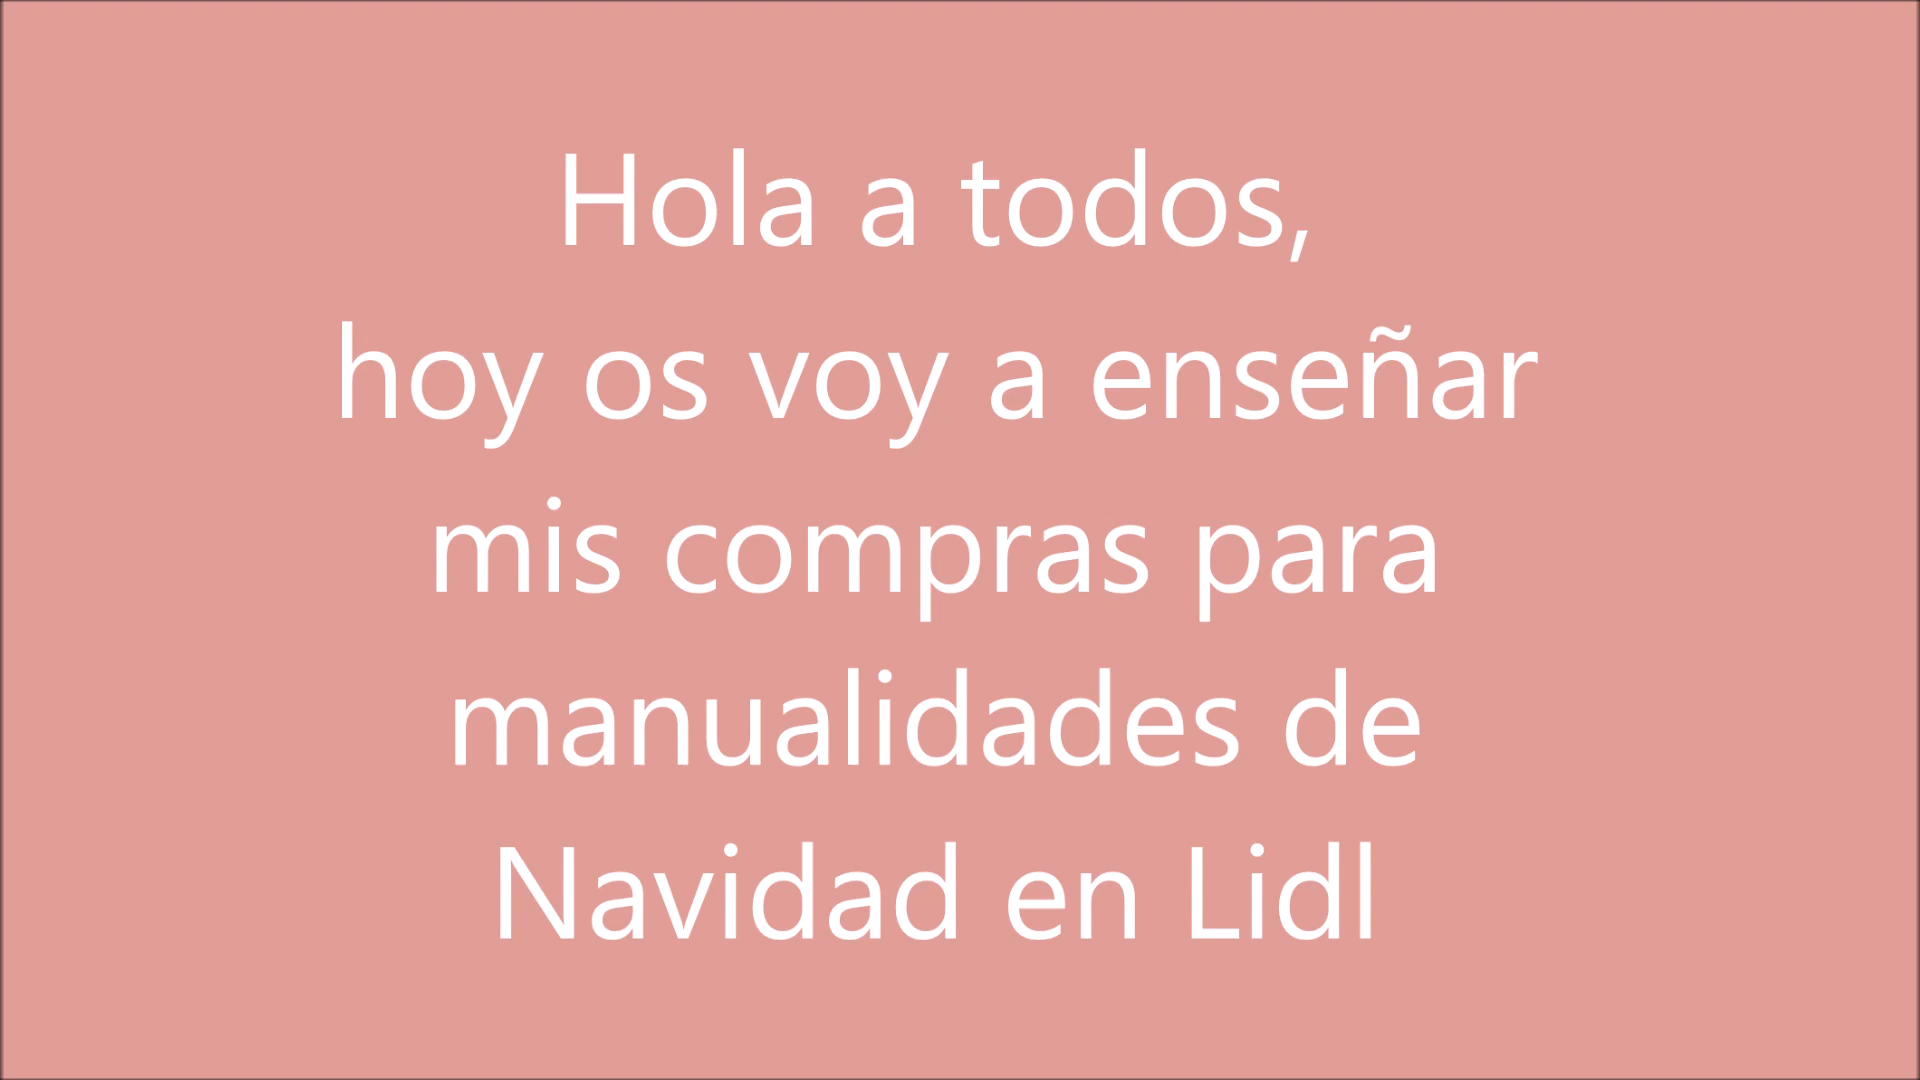 Hola a todos,
hoy os voy a enseñar
mis compras para
manualidades de
Navidad en Lidl